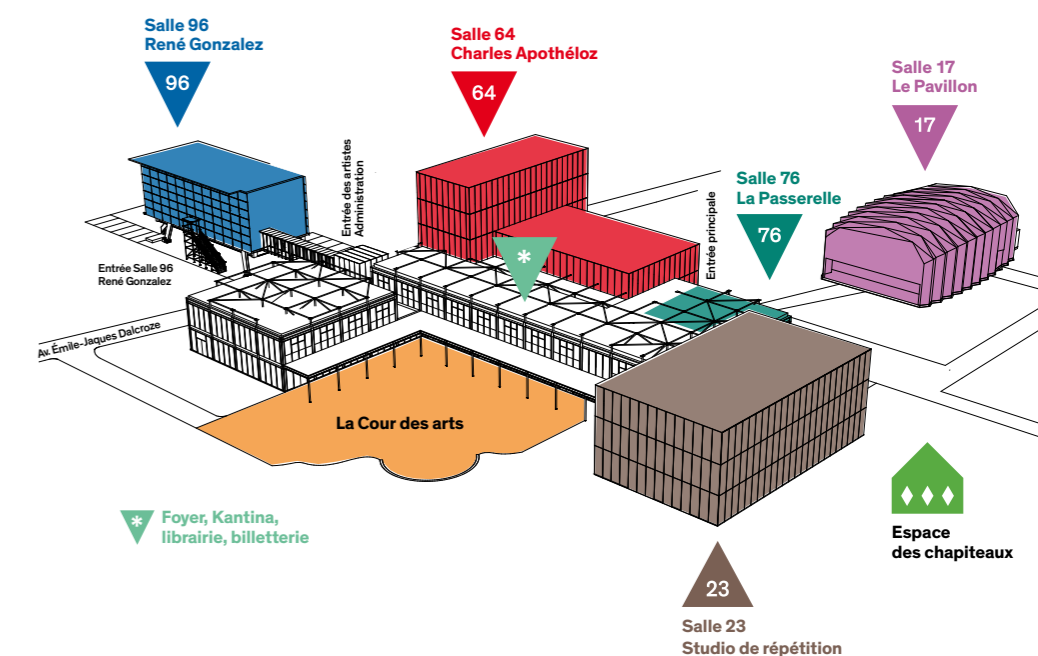 Salle 96
René Gonzalez
96
Salle 64
Charles Apothéloz
64
Salle 17
Le Pavillon
17
Salle 76
La Passerelle
76
Entrée des artistes
Administration
Entrée principale
*
Entrée Salle 96
René Gonzalez
Av. Émile-Jaques Dalcroze
La Cour des arts
*
Foyer, Kantina,
librairie, billetterie
Espace
des chapiteaux
23
Salle 23
Studio de répétition